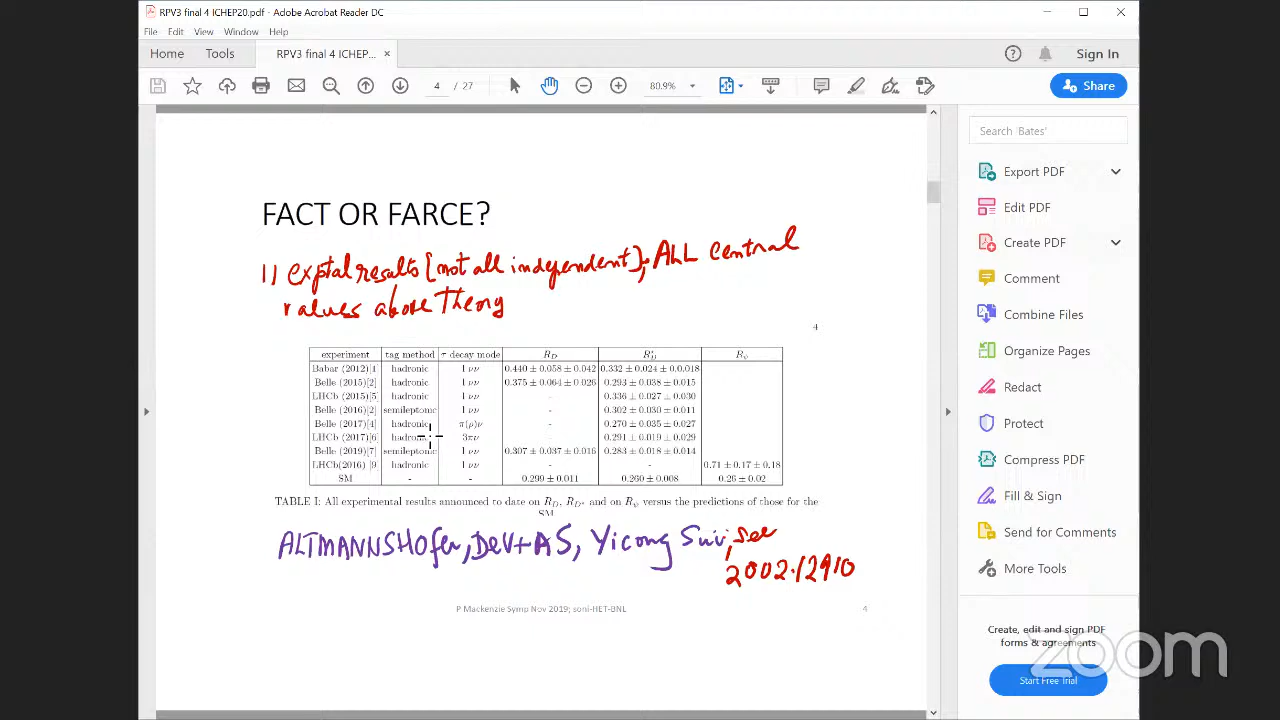 RPV3 final 4 ICHEP20.pdf - Adobe Acrobat Reader DC
File Edit View Window Help
Home Tools RPV3 final 4 ICHEP... × Sign In
4 / 27 80.9% Share
Search 'Bates'
Export PDF
Edit PDF
Create PDF
Comment
Combine Files
Organize Pages
Redact
Protect
Compress PDF
Fill & Sign
Send for Comments
More Tools
Create, edit and sign PDF
forms & agreements
Start Free Trial
FACT OR FARCE?
1) Exptal results [not all independent]; ALL central
values above Theory
4
experiment tag method τ decay mode R_D R*_D R_ψ
Babar (2012)[1 hadronic ℓνν 0.440 ± 0.058 ± 0.042 0.332 ± 0.024 ± 0.0.018
Belle (2015)[2] hadronic ℓνν 0.375 ± 0.064 ± 0.026 0.293 ± 0.038 ± 0.015
LHCb (2015)[5] hadronic ℓνν - 0.336 ± 0.027 ± 0.030
Belle (2016)[2] semileptonic ℓνν - 0.302 ± 0.030 ± 0.011
Belle (2017)[4] hadronic π(ρ)ν - 0.270 ± 0.035 ± 0.027
LHCb (2017)[6] hadronic 3πν - 0.291 ± 0.019 ± 0.029
Belle (2019)[7] semileptonic ℓνν 0.307 ± 0.037 ± 0.016 0.283 ± 0.018 ± 0.014
LHCb(2016) [9] hadronic ℓνν - - 0.71 ± 0.17 ± 0.18
SM - - 0.299 ± 0.011 0.260 ± 0.008 0.26 ± 0.02
TABLE I: All experimental results announced to date on R_D, R_D* and on R_ψ versus the predictions of those for the
SM
ALTMANNSHofer, DeV + AS, Yicong Sui, see
2002.12910
P Mackenzie Symp Nov 2019; soni-HET-BNL 4
zoom